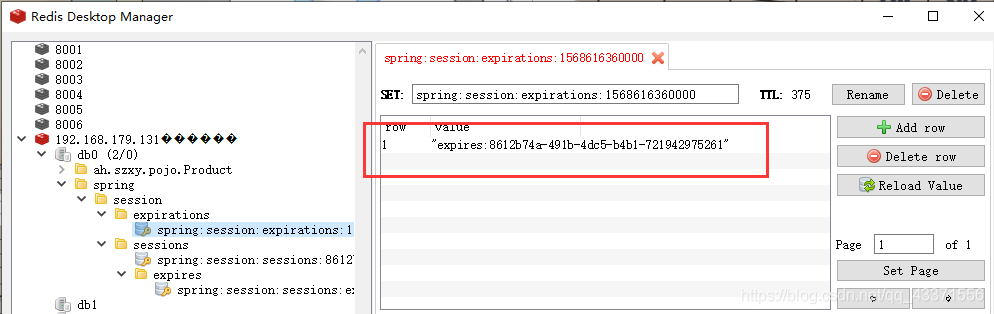 Redis Desktop Manager
8001
8002
8003
8004
8005
8006
192.168.179.131������
db0 (2/0)
ah.szxy.pojo.Product
spring
session
expirations
spring:session:expirations:1
sessions
spring:session:sessions:8612
expires
spring:session:sessions:ex
db1
spring:session:expirations:1568616360000
SET: spring:session:expirations:1568616360000 TTL: 375 Rename Delete
row value
1 "expires:8612b74a-491b-4dc5-b4b1-721942975261"
Add row
Delete row
Reload Value
Page 1 of 1
Set Page
https://blog.csdn.net/qq_43371556